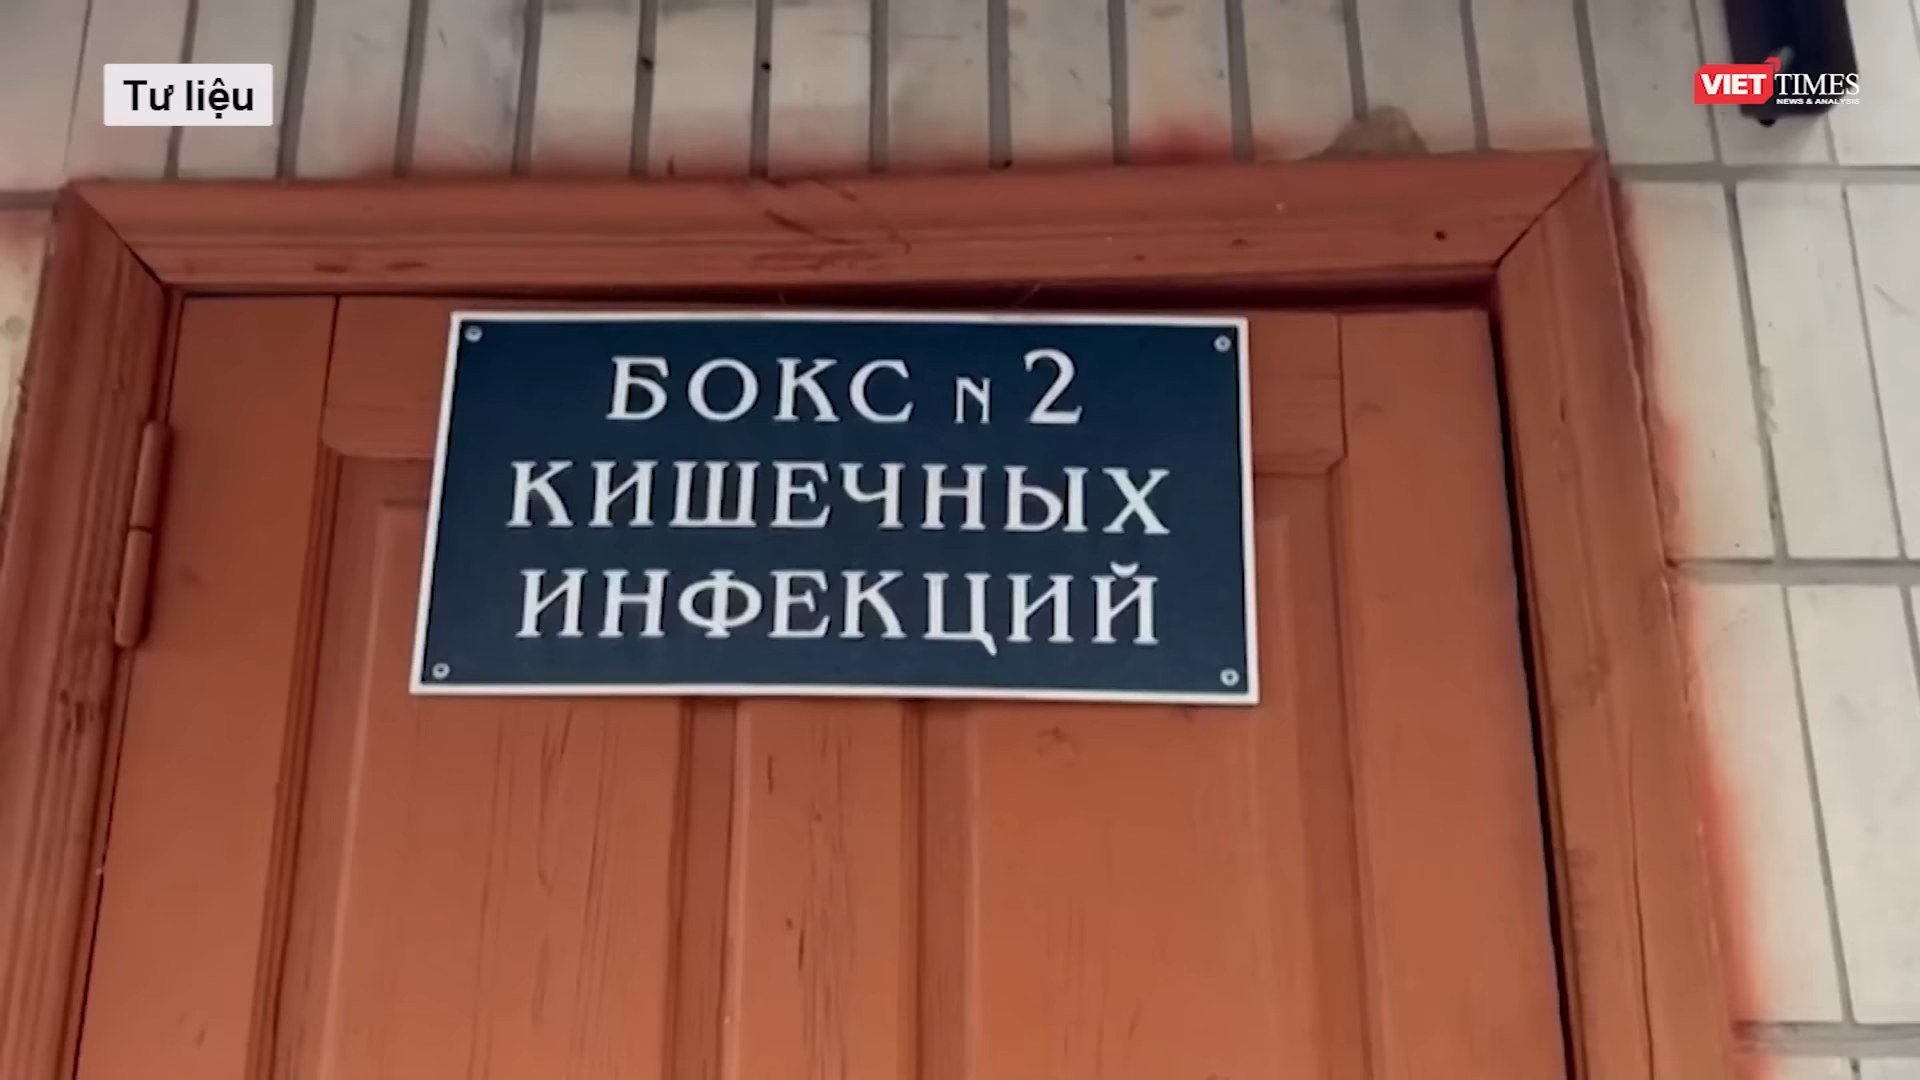 Tư liệu
VIETTIMES
NEWS & ANALYSIS
БОКС N 2
КИШЕЧНЫХ
ИНФЕКЦИЙ